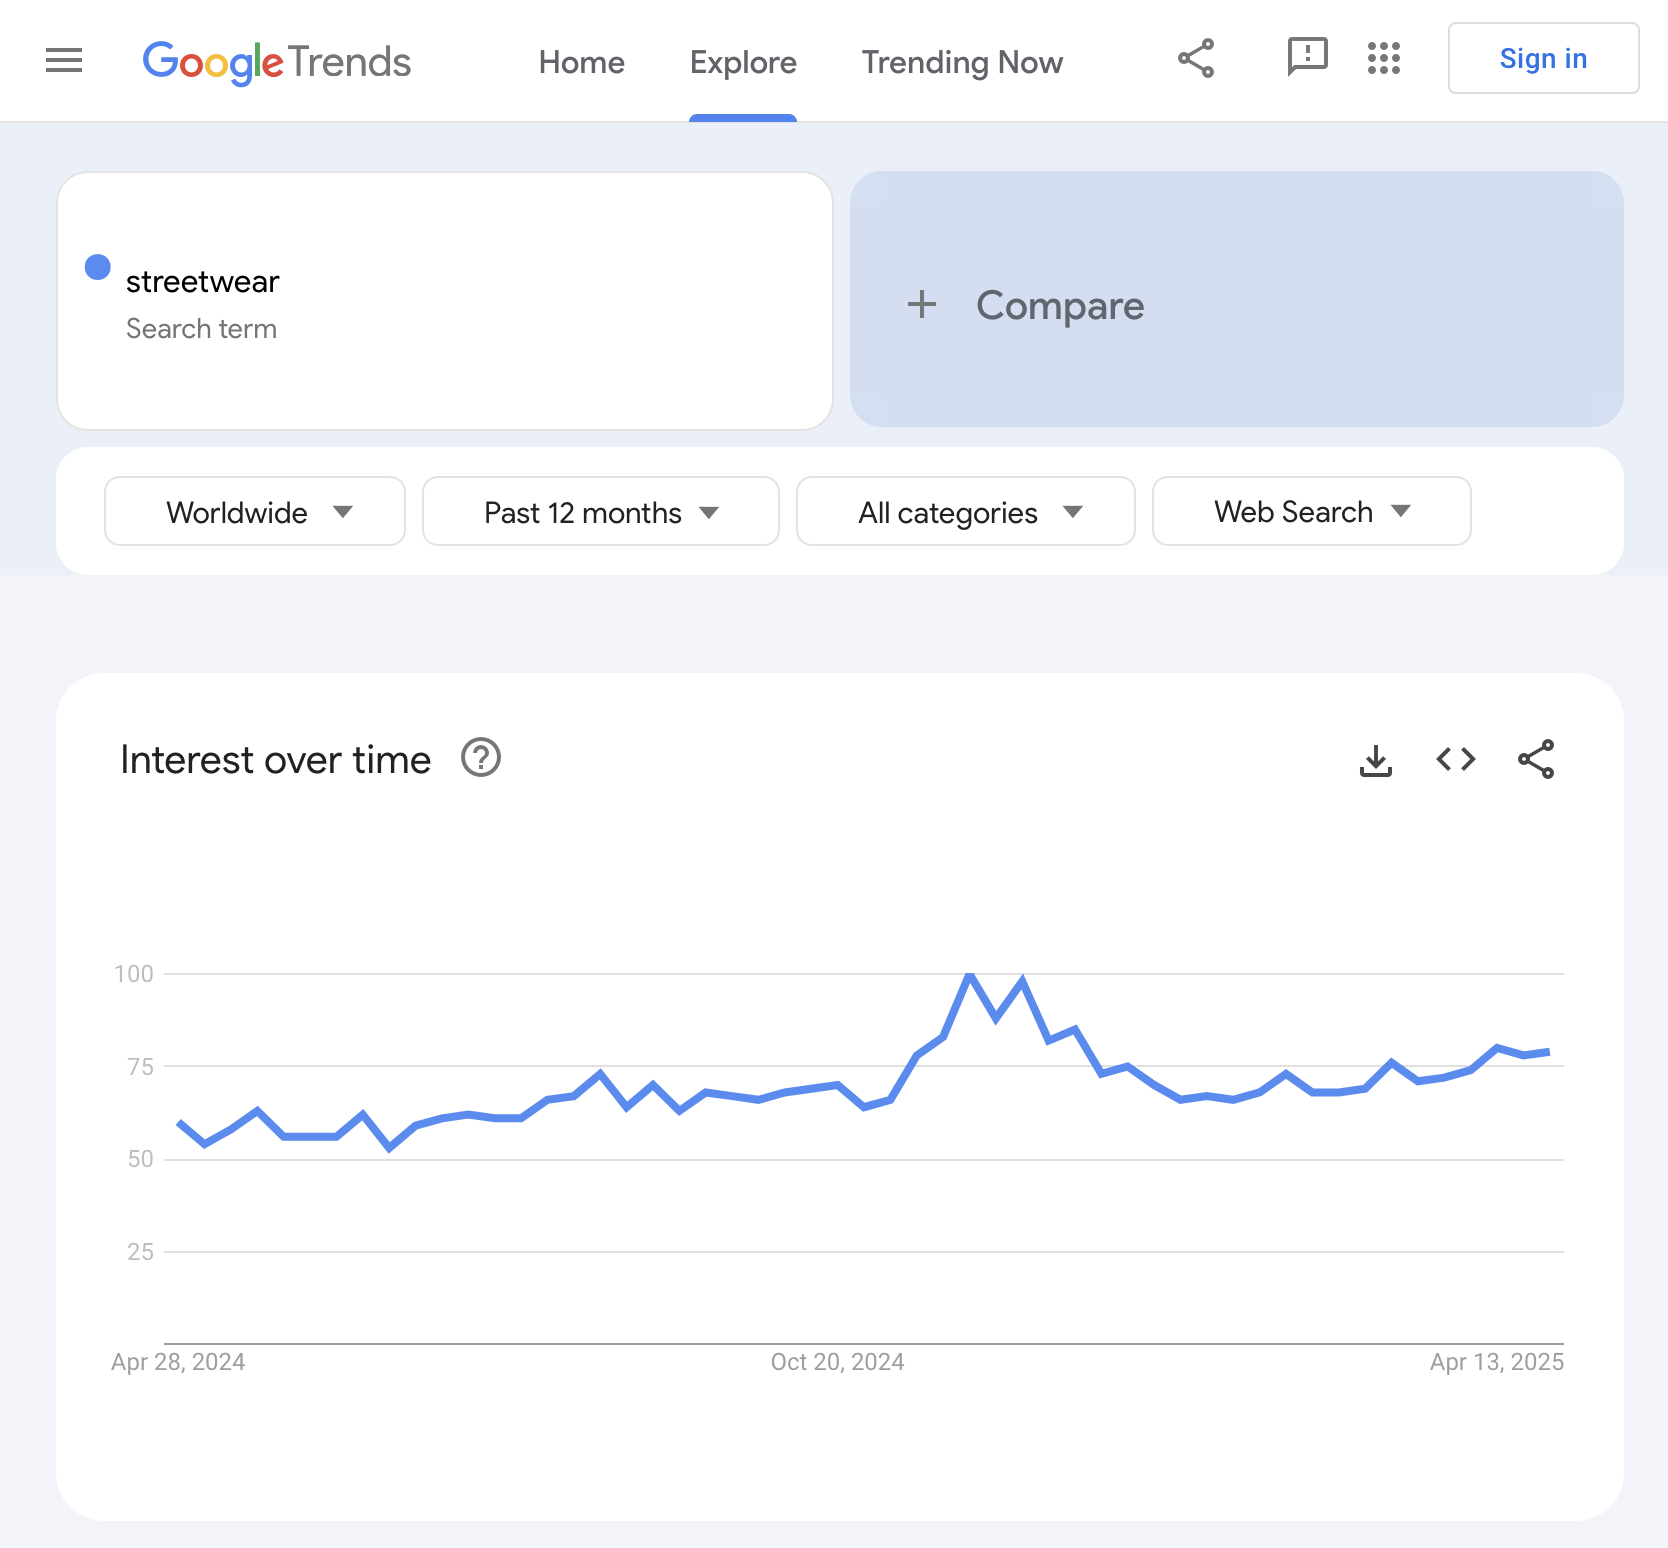 Google Trends
Home
Explore
Trending Now
Sign in
streetwear
Search term
+ Compare
Worldwide
Past 12 months
All categories
Web Search
Interest over time
100
75
50
25
Apr 28, 2024
Oct 20, 2024
Apr 13, 2025